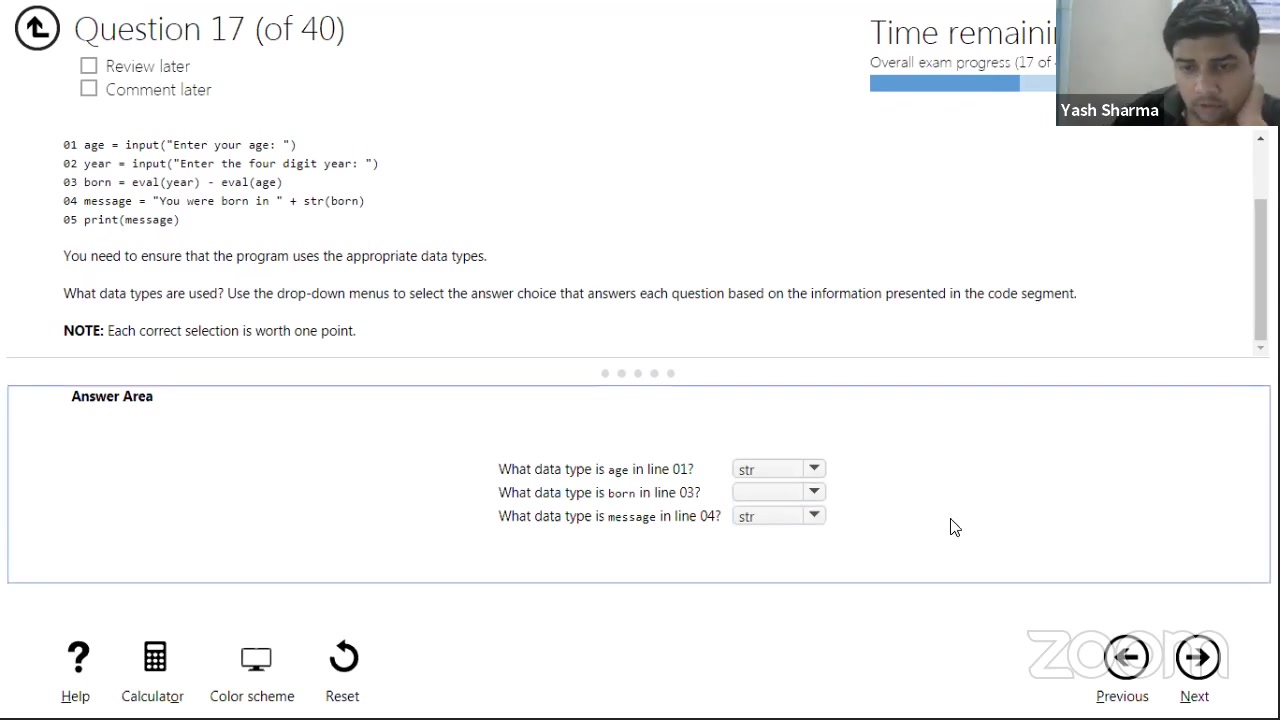 Question 17 (of 40)
Review later
Comment later
Time remaini
Overall exam progress (17 of
Yash Sharma
01 age = input("Enter your age: ")
02 year = input("Enter the four digit year: ")
03 born = eval(year) - eval(age)
04 message = "You were born in " + str(born)
05 print(message)
You need to ensure that the program uses the appropriate data types.
What data types are used? Use the drop-down menus to select the answer choice that answers each question based on the information presented in the code segment.
NOTE: Each correct selection is worth one point.
Answer Area
What data type is age in line 01? str
What data type is born in line 03?
What data type is message in line 04? str
zoom
Help
Calculator
Color scheme
Reset
Previous
Next